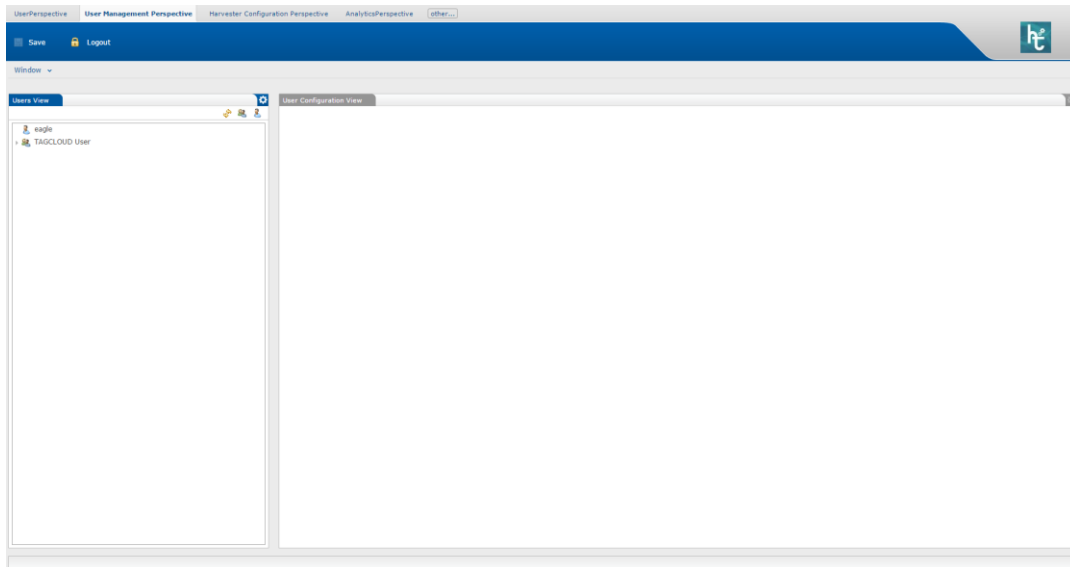 UserPerspective User Management Perspective Harvester Configuration Perspective AnalyticsPerspective other...
Save Logout
Window
Users View User Configuration View
eagle
TAGCLOUD User